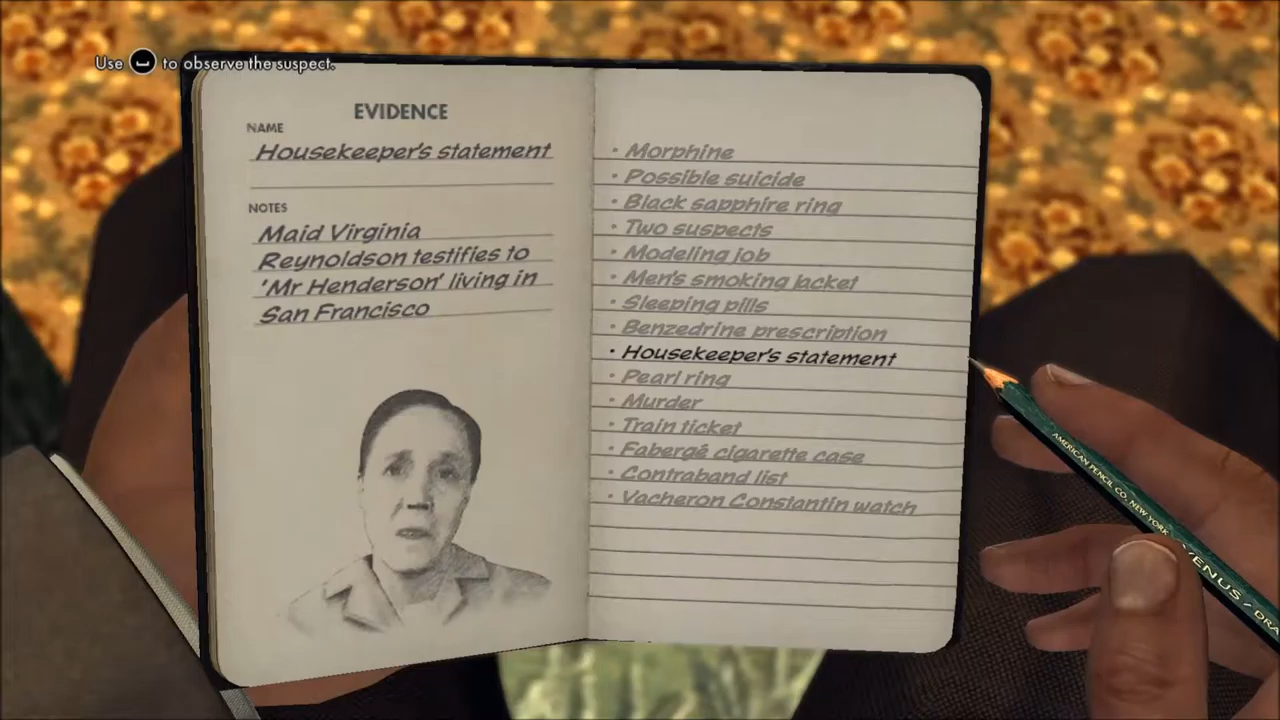 Use to observe the suspect.
EVIDENCE
NAME
Housekeeper's statement
NOTES
Maid Virginia
Reynoldson testifies to
'Mr Henderson' living in
San Francisco
• Morphine
• Possible suicide
• Black sapphire ring
• Two suspects
• Modeling job
• Men's smoking jacket
• Sleeping pills
• Benzedrine prescription
• Housekeeper's statement
• Pearl ring
• Murder
• Train ticket
• Fabergé cigarette case
• Contraband list
• Vacheron Constantin watch
AMERICAN PENCIL CO. NEW YORK
VENUS / DRA